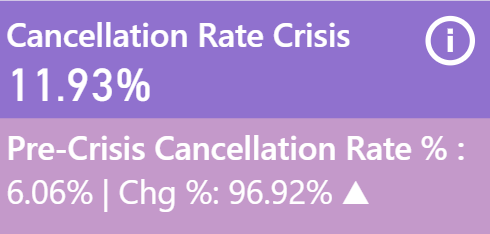 Cancellation Rate Crisis
11.93%
Pre-Crisis Cancellation Rate % :
6.06% | Chg %: 96.92% ▲